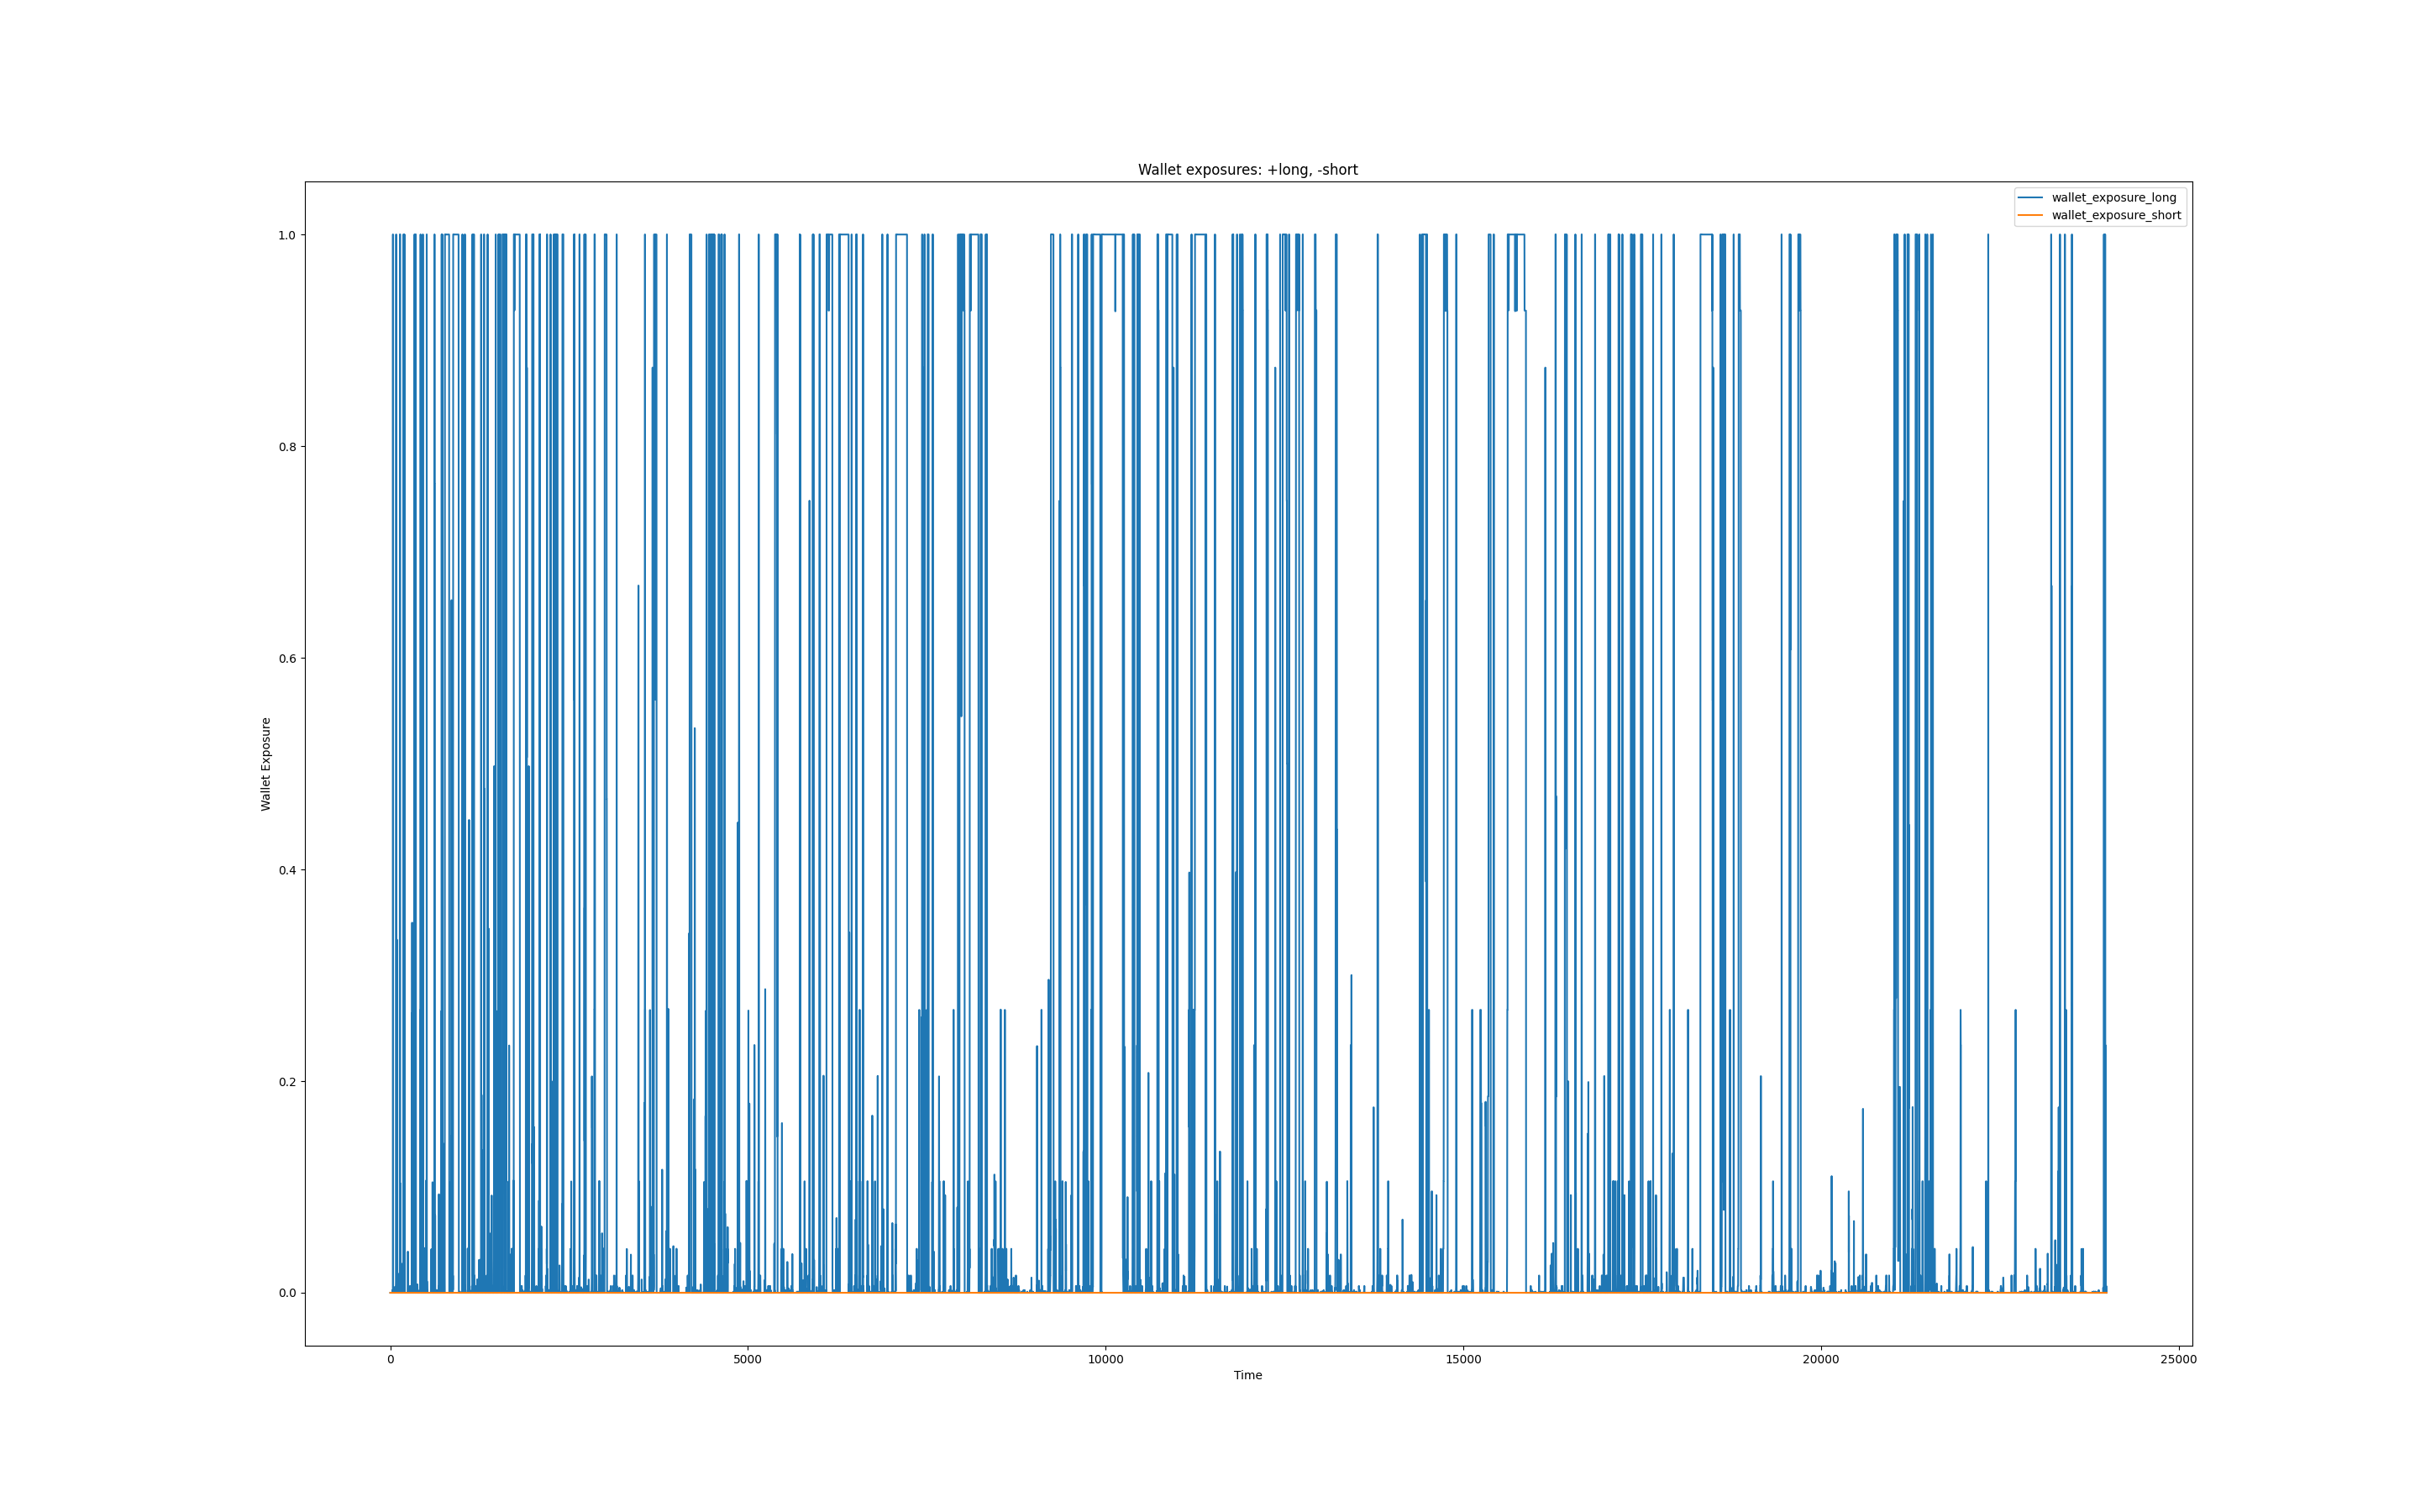 Wallet exposures: +long, -short
wallet_exposure_long
wallet_exposure_short
1.0
0.8
0.6
0.4
0.2
0.0
Wallet Exposure
0 5000 10000 15000 20000 25000
Time